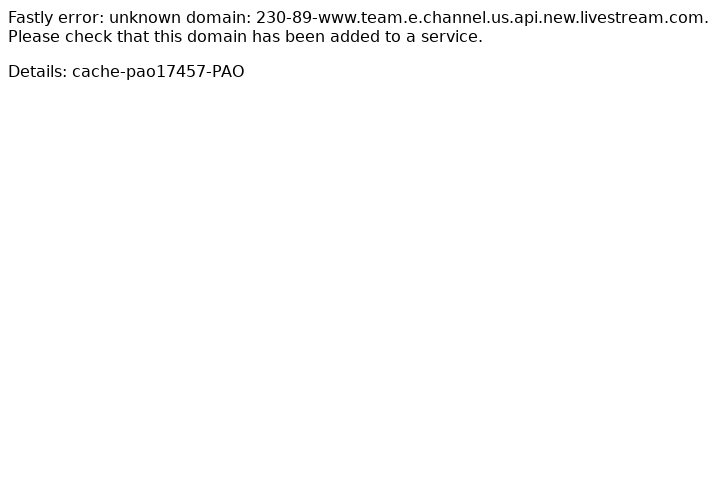 Fastly error: unknown domain: 230-89-www.team.e.channel.us.api.new.livestream.com.
Please check that this domain has been added to a service.
Details: cache-pao17457-PAO